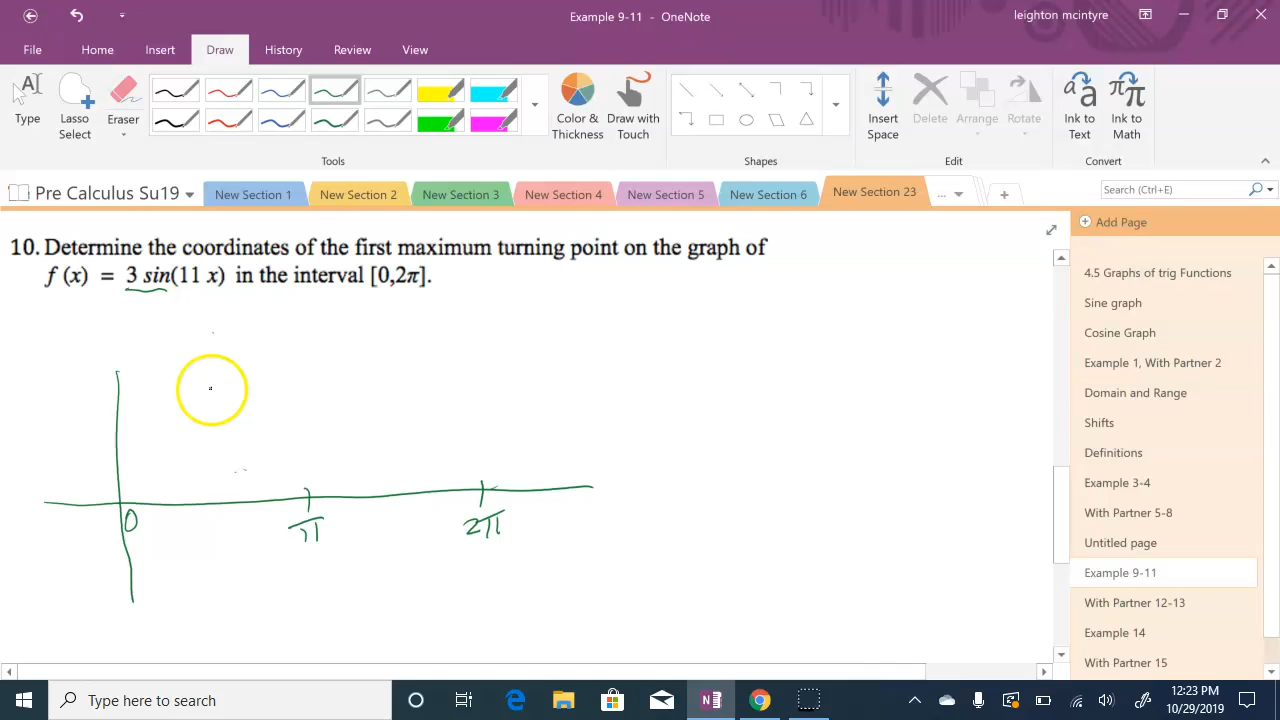 Example 9-11 - OneNote
leighton mcintyre
File Home Insert Draw History Review View
Type
Lasso Select
Eraser
Color & Thickness
Draw with Touch
Insert Space
Delete
Arrange
Rotate
Ink to Text
Ink to Math
Tools
Shapes
Edit
Convert
Pre Calculus Su19
New Section 1 New Section 2 New Section 3 New Section 4 New Section 5 New Section 6 New Section 23 ...
Search (Ctrl+E)
10. Determine the coordinates of the first maximum turning point on the graph of
f (x) = 3 sin(11 x) in the interval [0,2π].
0 π 2π
Add Page
4.5 Graphs of trig Functions
Sine graph
Cosine Graph
Example 1, With Partner 2
Domain and Range
Shifts
Definitions
Example 3-4
With Partner 5-8
Untitled page
Example 9-11
With Partner 12-13
Example 14
With Partner 15
Type here to search
12:23 PM
10/29/2019